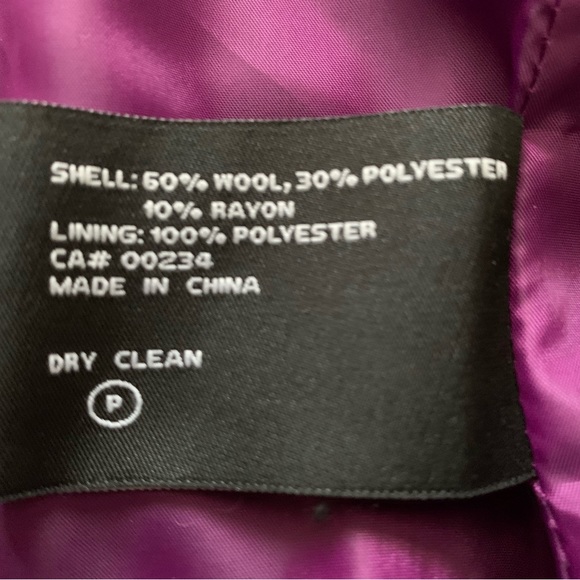 SHELL: 60% WOOL, 30% POLYESTER
10% RAYON
LINING: 100% POLYESTER
CA# 00234
MADE IN CHINA
DRY CLEAN
P